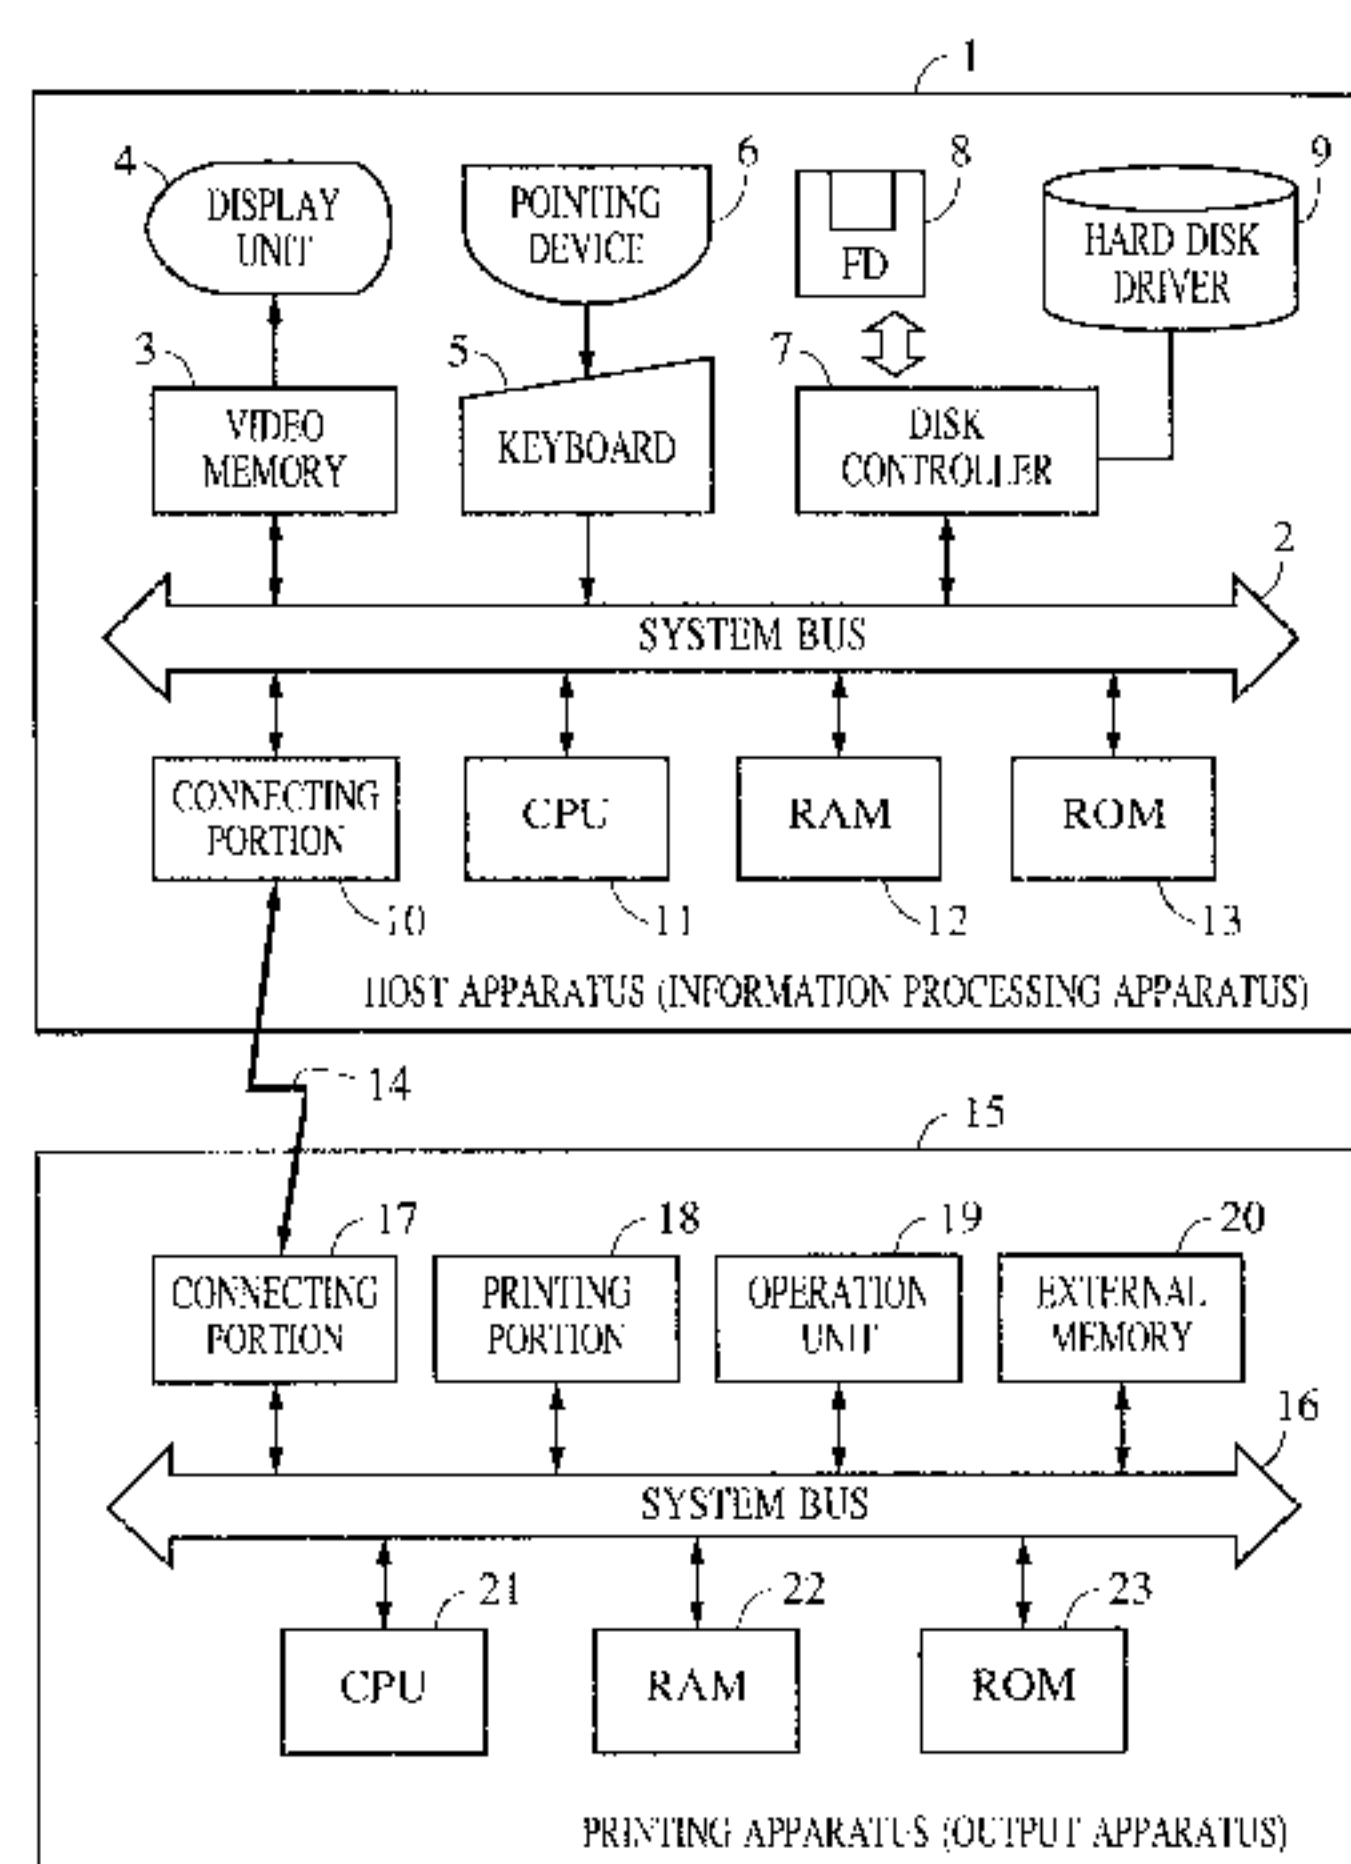 1
4
DISPLAY
UNIT
POINTING
DEVICE
6
8
FD
9
HARD DISK
DRIVER
3
VIDEO
MEMORY
5
KEYBOARD
7
DISK
CONTROLLER
2
SYSTEM BUS
CONNECTING
PORTION
CPU
RAM
ROM
10
11
12
13
HOST APPARATUS (INFORMATION PROCESSING APPARATUS)
14
15
17
18
19
20
CONNECTING
PORTION
PRINTING
PORTION
OPERATION
UNIT
EXTERNAL
MEMORY
16
SYSTEM BUS
21
22
23
CPU
RAM
ROM
PRINTING APPARATUS (OUTPUT APPARATUS)